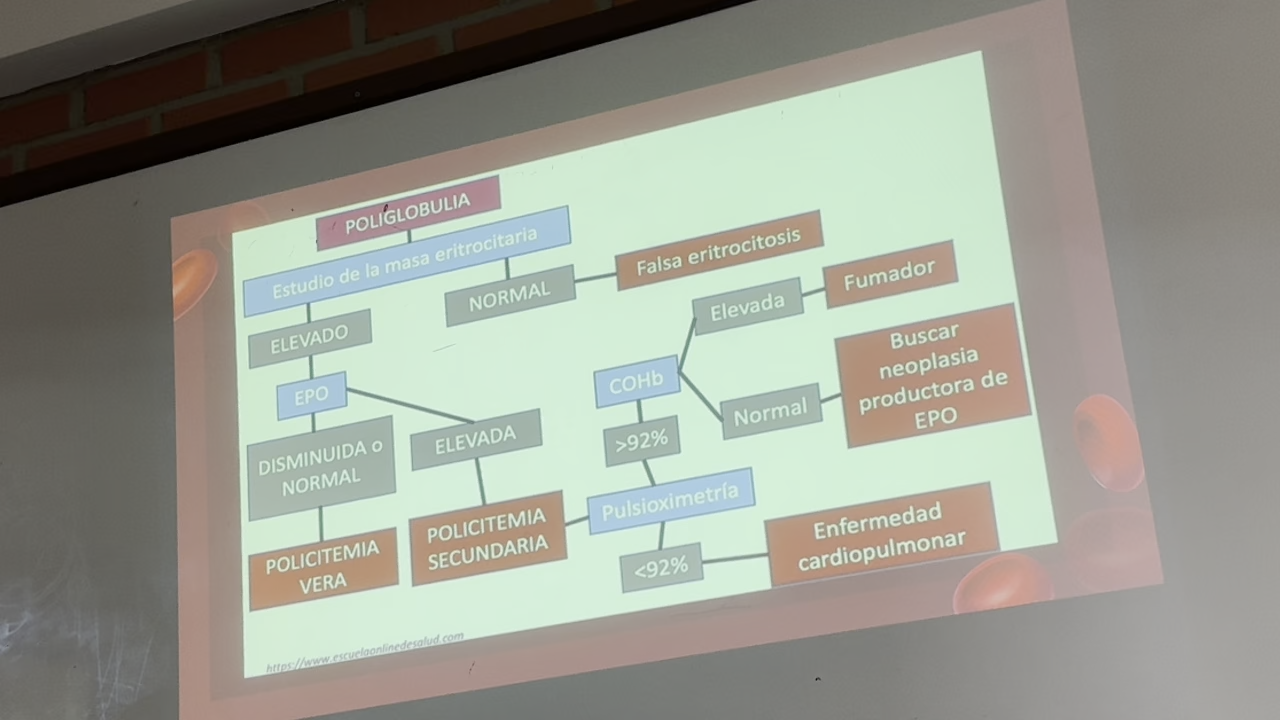 POLIGLOBULIA
Estudio de la masa eritrocitaria
NORMAL
Falsa eritrocitosis
ELEVADO
EPO
DISMINUIDA o
NORMAL
POLICITEMIA
VERA
ELEVADA
POLICITEMIA
SECUNDARIA
Pulsioximetría
>92%
COHb
Elevada
Fumador
Normal
Buscar
neoplasia
productora de
EPO
<92%
Enfermedad
cardiopulmonar
https://www.escuelaonlinedesalud.com